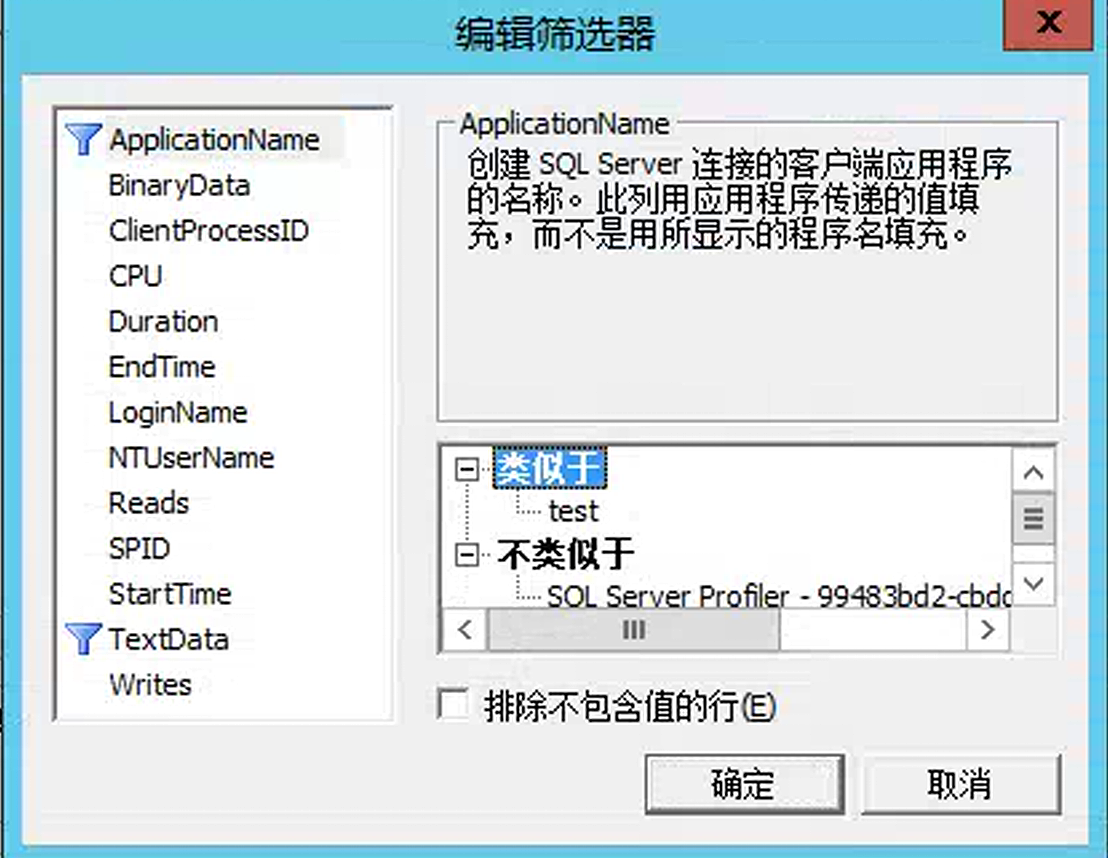 编辑筛选器
ApplicationName
BinaryData
ClientProcessID
CPU
Duration
EndTime
LoginName
NTUserName
Reads
SPID
StartTime
TextData
Writes
ApplicationName
创建 SQL Server 连接的客户端应用程序
的名称。此列用应用程序传递的值填
充，而不是用所显示的程序名填充。
类似于
test
不类似于
SQL Server Profiler - 99483bd2-cbdc
排除不包含值的行(E)
确定
取消